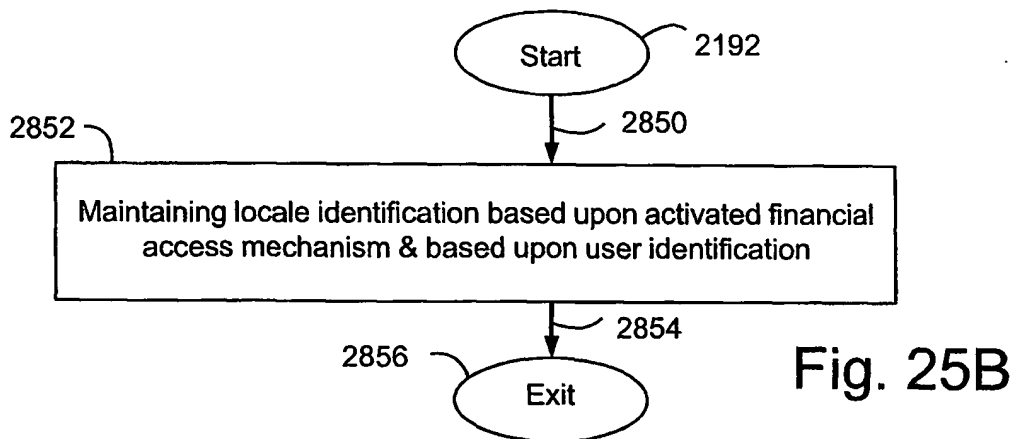 Start
2192
2850
2852
Maintaining locale identification based upon activated financial
access mechanism & based upon user identification
2854
2856
Exit
Fig. 25B